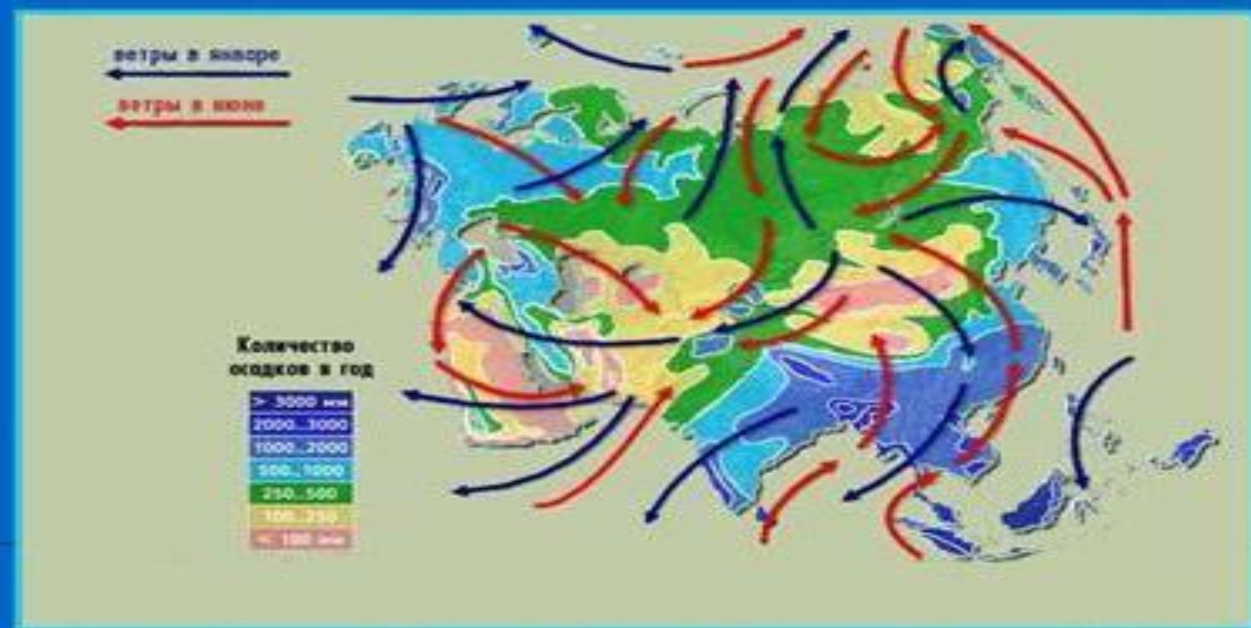 ветры в январе
ветры в июне
Количество
осадков в год
> 3000 мм
2000..3000
1000..2000
500..1000
250..500
100..250
< 100 мм